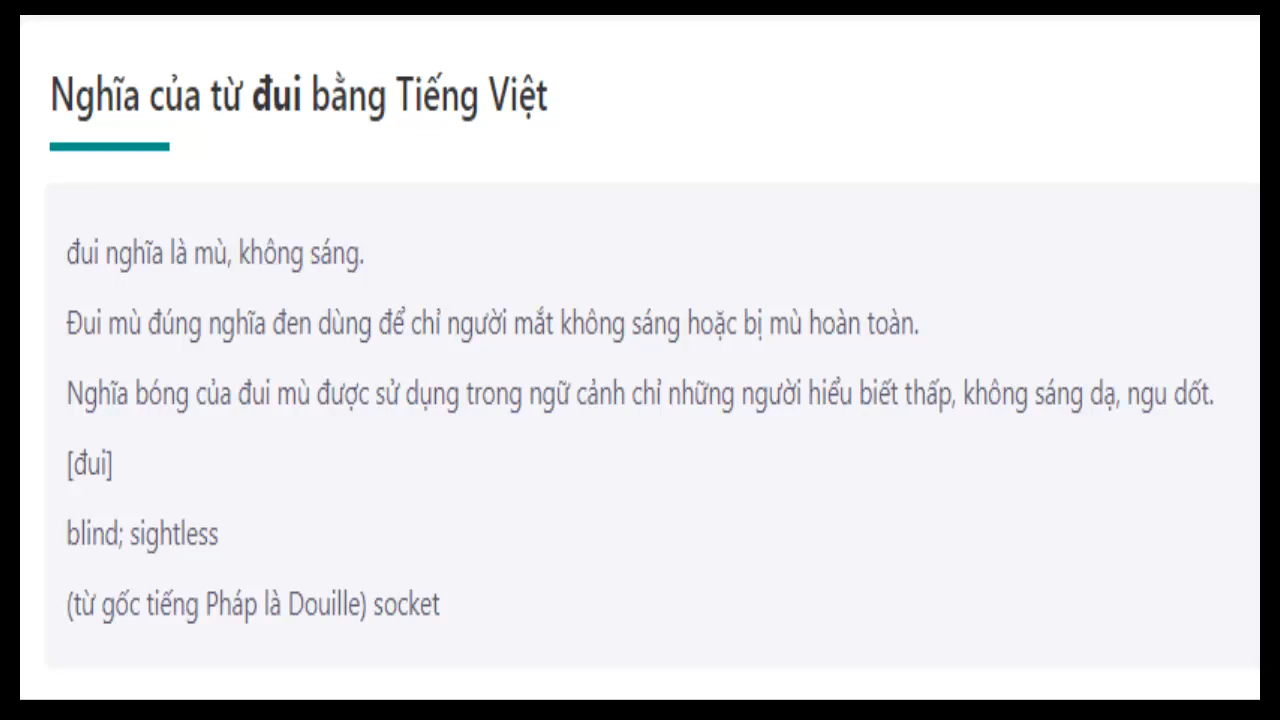 Nghĩa của từ đui bằng Tiếng Việt
đui nghĩa là mù, không sáng.
Đui mù đúng nghĩa đen dùng để chỉ người mắt không sáng hoặc bị mù hoàn toàn.
Nghĩa bóng của đui mù được sử dụng trong ngữ cảnh chỉ những người hiểu biết thấp, không sáng dạ, ngu dốt.
[đui]
blind; sightless
(từ gốc tiếng Pháp là Douille) socket